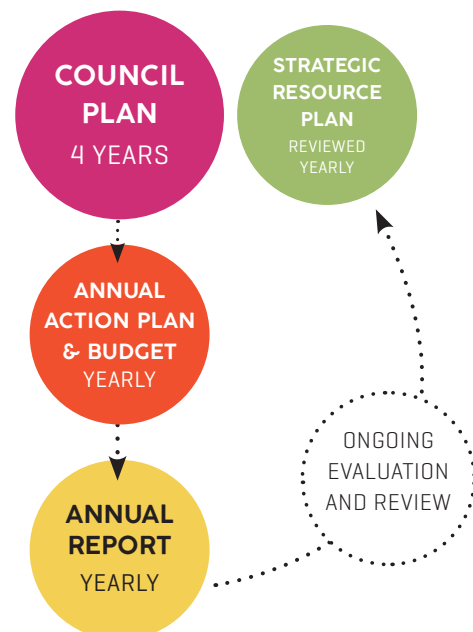 COUNCIL
PLAN
4 YEARS
STRATEGIC
RESOURCE
PLAN
REVIEWED
YEARLY
ANNUAL
ACTION PLAN
& BUDGET
YEARLY
ONGOING
EVALUATION
AND REVIEW
ANNUAL
REPORT
YEARLY